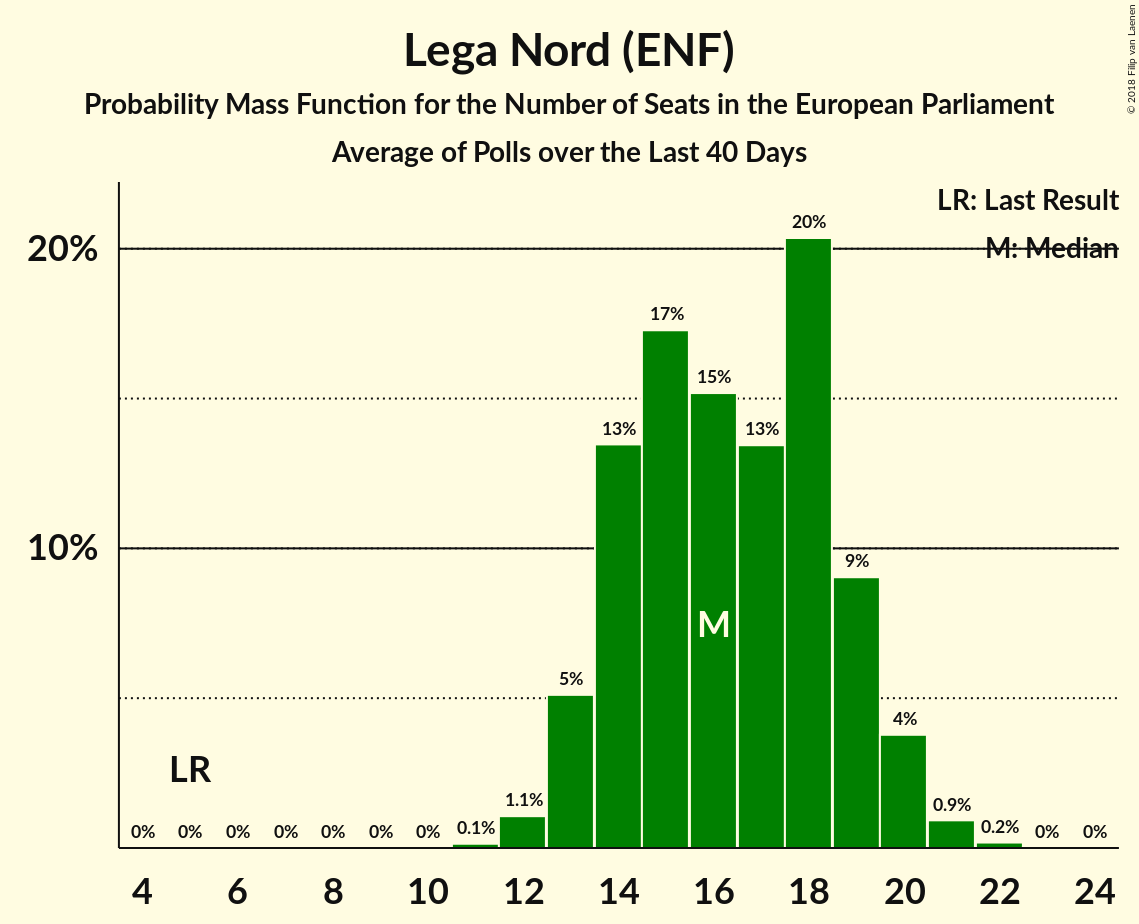 Lega Nord (ENF)
Probability Mass Function for the Number of Seats in the European Parliament
Average of Polls over the Last 40 Days
© 2018 Filip van Laenen
LR: Last Result
M: Median
20%
10%
0% 0% 0% 0% 0% 0% 0% 0.1% 1.1% 5% 13% 17% 15% 13% 20% 9% 4% 0.9% 0.2% 0% 0%
LR
M
4 6 8 10 12 14 16 18 20 22 24